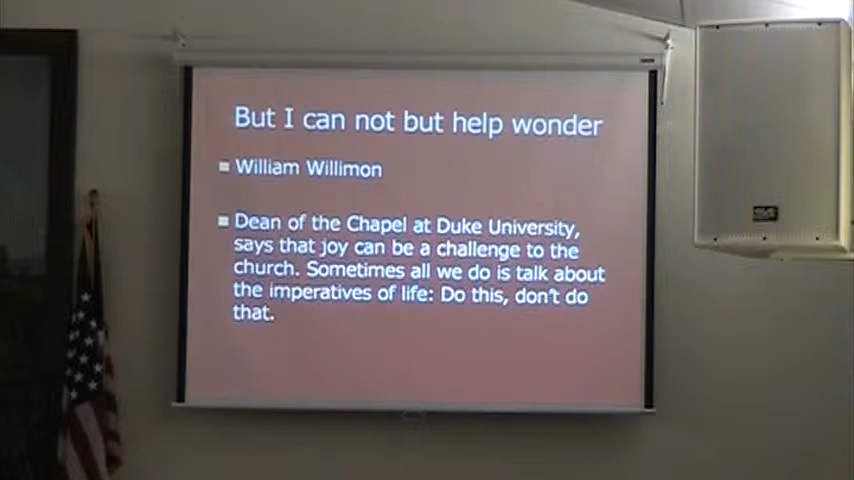 But I can not but help wonder
William Willimon
Dean of the Chapel at Duke University,
says that joy can be a challenge to the
church. Sometimes all we do is talk about
the imperatives of life: Do this, don't do
that.